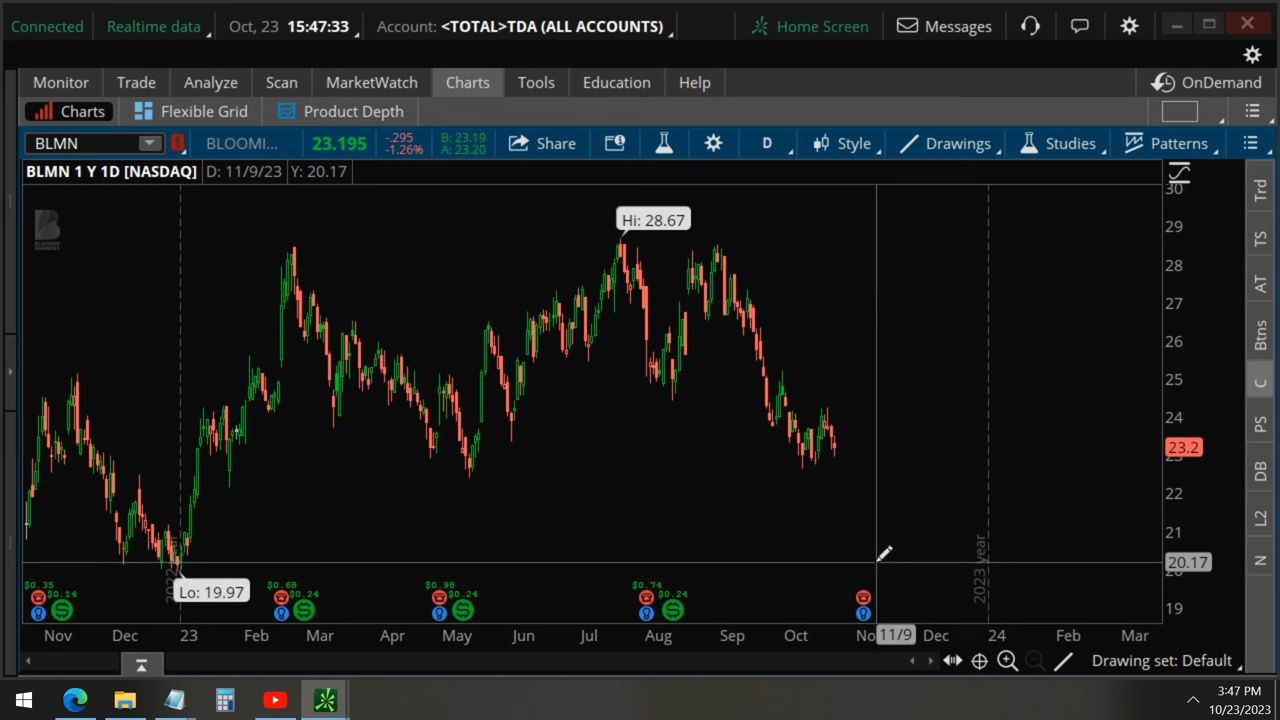 Connected Realtime data Oct, 23 15:47:33 Account: <TOTAL>TDA (ALL ACCOUNTS) Home Screen Messages
Monitor Trade Analyze Scan MarketWatch Charts Tools Education Help OnDemand
Charts Flexible Grid Product Depth
BLMN BLOOMI... 23.195 -.295 B: 23.19 Share D Style Drawings Studies Patterns
-1.26% A: 23.20
BLMN 1 Y 1D [NASDAQ] D: 11/9/23 Y: 20.17
Trd
TS
AT
Btns
C
PS
DB
L2
N
30
29
28
27
26
25
24
23.2
22
21
20.17
19
Hi: 28.67
Lo: 19.97
2023 year
$0.35 $0.68 $0.98 $0.74
$0.14 $0.24 $0.24 $0.24
Nov Dec 23 Feb Mar Apr May Jun Jul Aug Sep Oct No 11/9 Dec 24 Feb Mar
Drawing set: Default
3:47 PM
10/23/2023